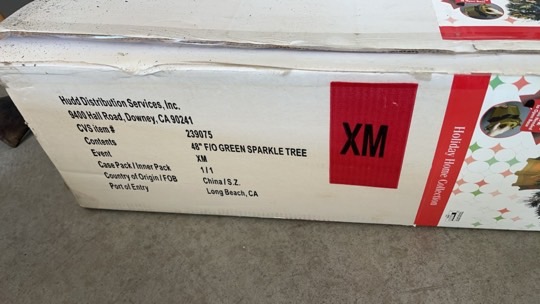 Hudd Distribution Services, Inc.
9400 Hall Road, Downey, CA 90241
CVS item # 239075
Contents 48" F/O GREEN SPARKLE TREE
Event XM
Case Pack / Inner Pack 1 / 1
Country of Origin / FOB China / S.Z.
Port of Entry Long Beach, CA
XM
Holiday Home Collection